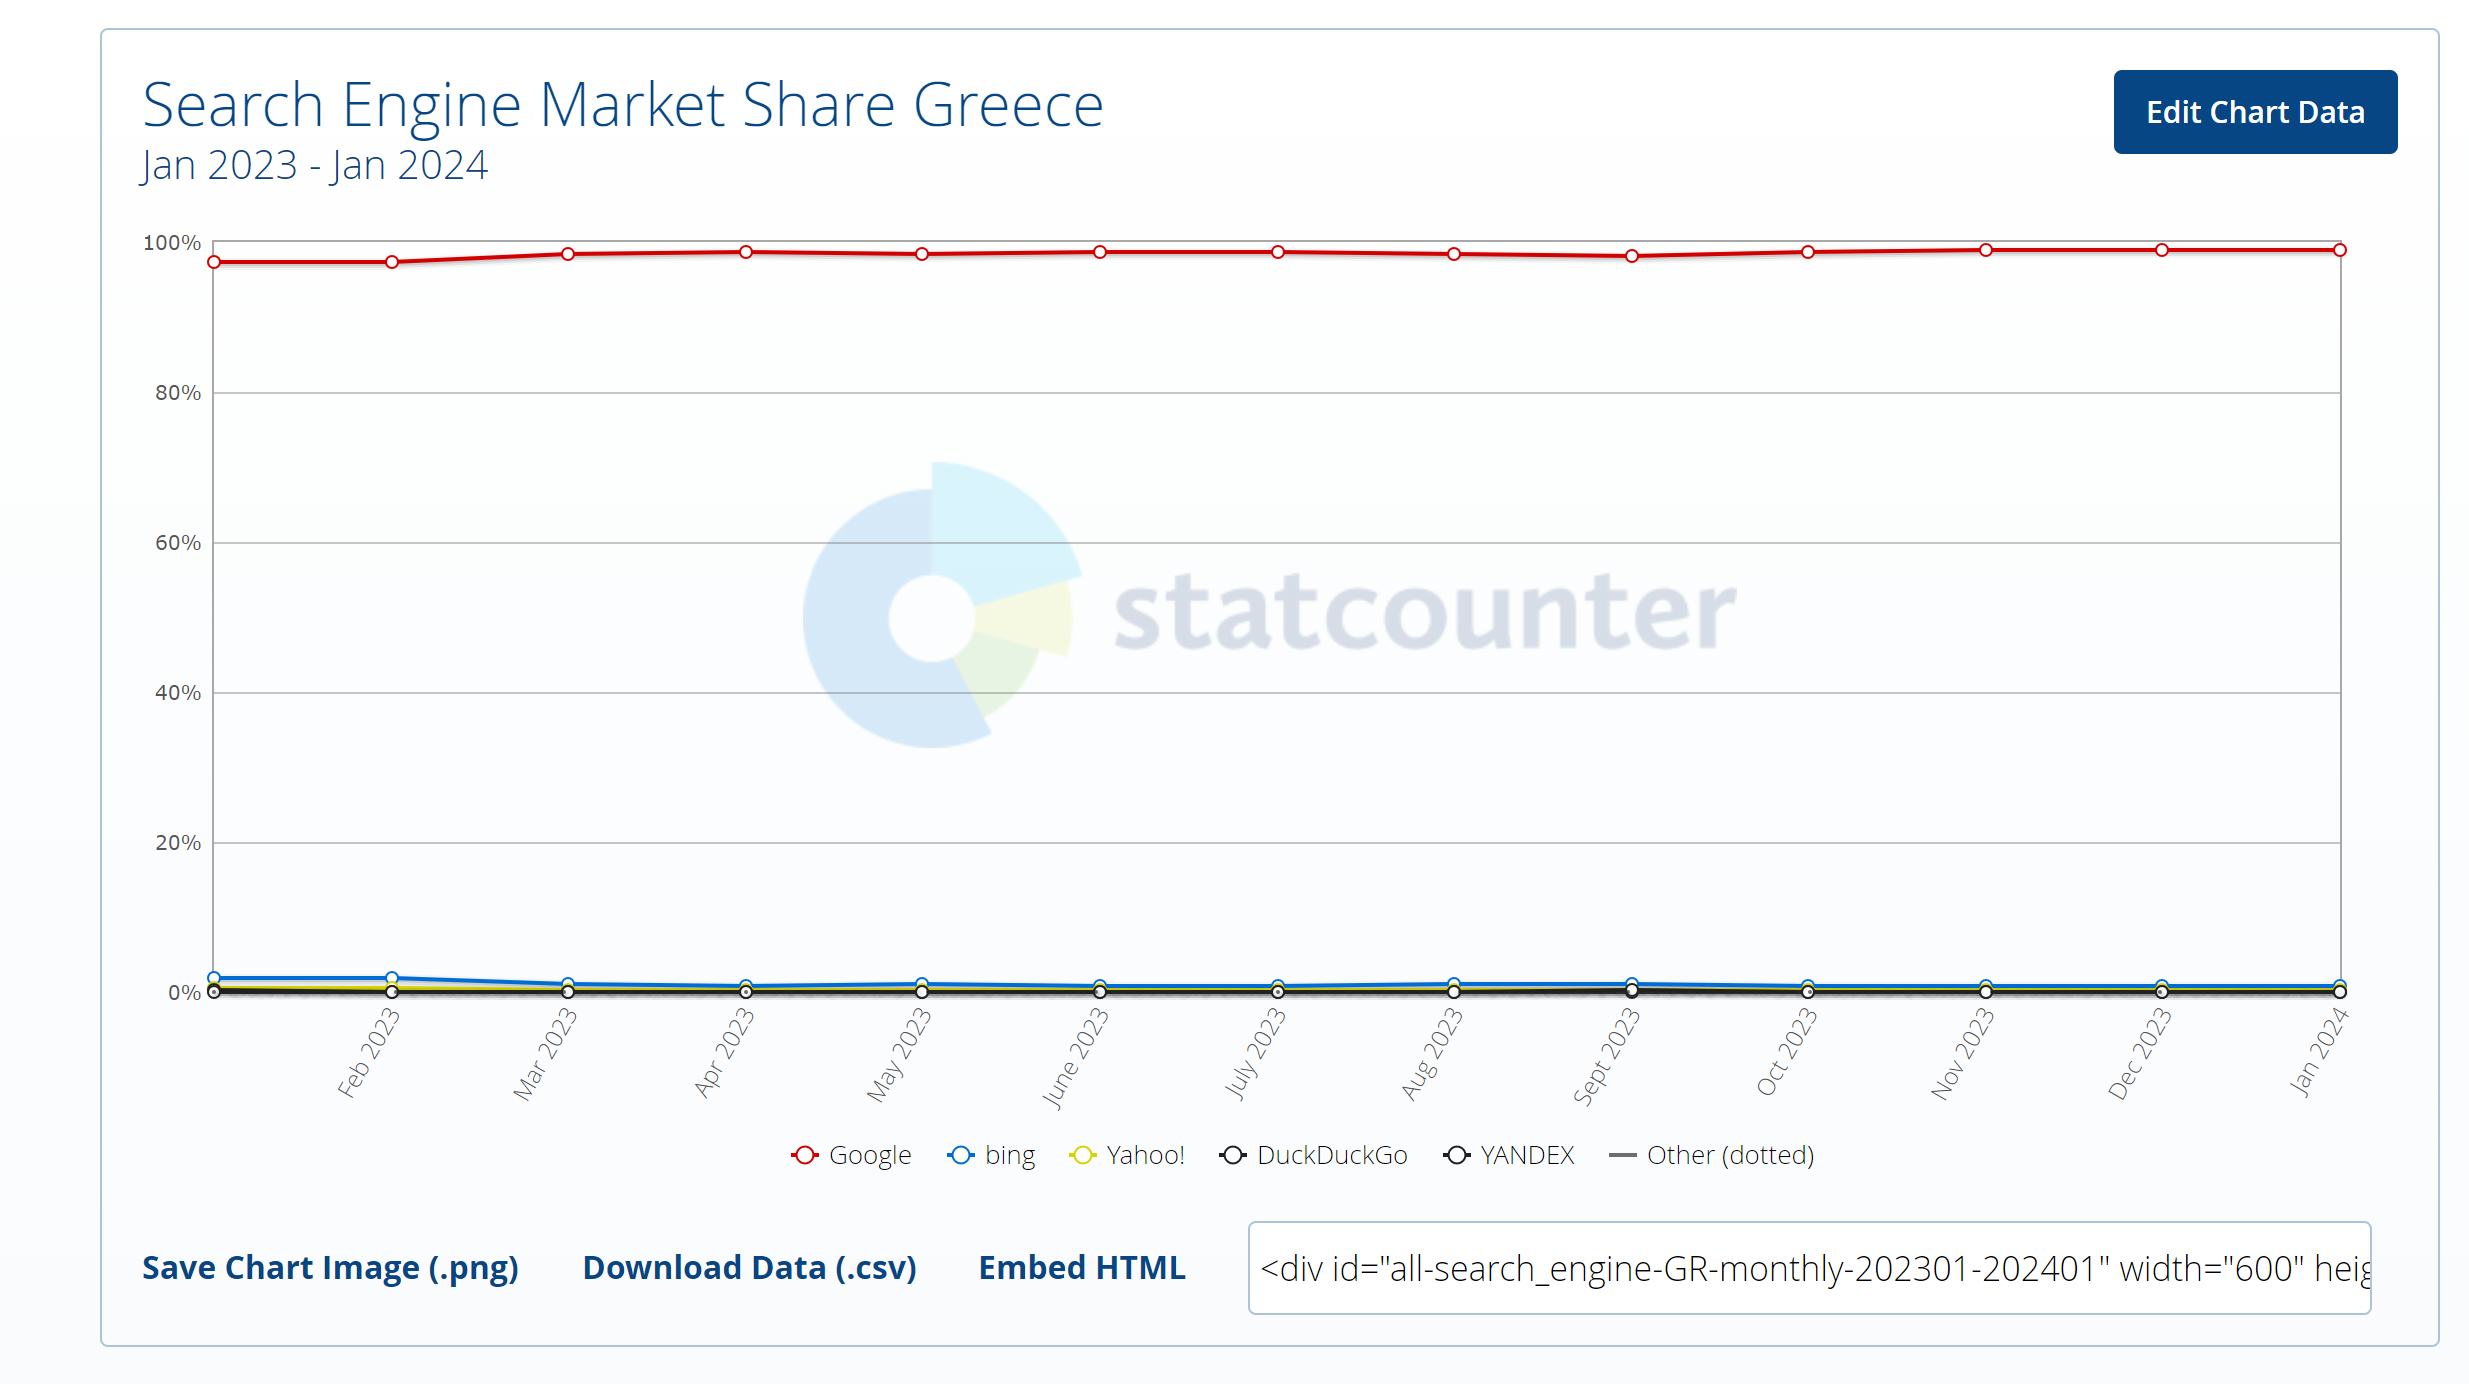 Search Engine Market Share Greece
Jan 2023 - Jan 2024
Edit Chart Data
100%
80%
60%
40%
20%
0%
statcounter
Feb 2023
Mar 2023
Apr 2023
May 2023
June 2023
July 2023
Aug 2023
Sept 2023
Oct 2023
Nov 2023
Dec 2023
Jan 2024
Google bing Yahoo! DuckDuckGo YANDEX Other (dotted)
Save Chart Image (.png) Download Data (.csv) Embed HTML <div id="all-search_engine-GR-monthly-202301-202401" width="600" heig